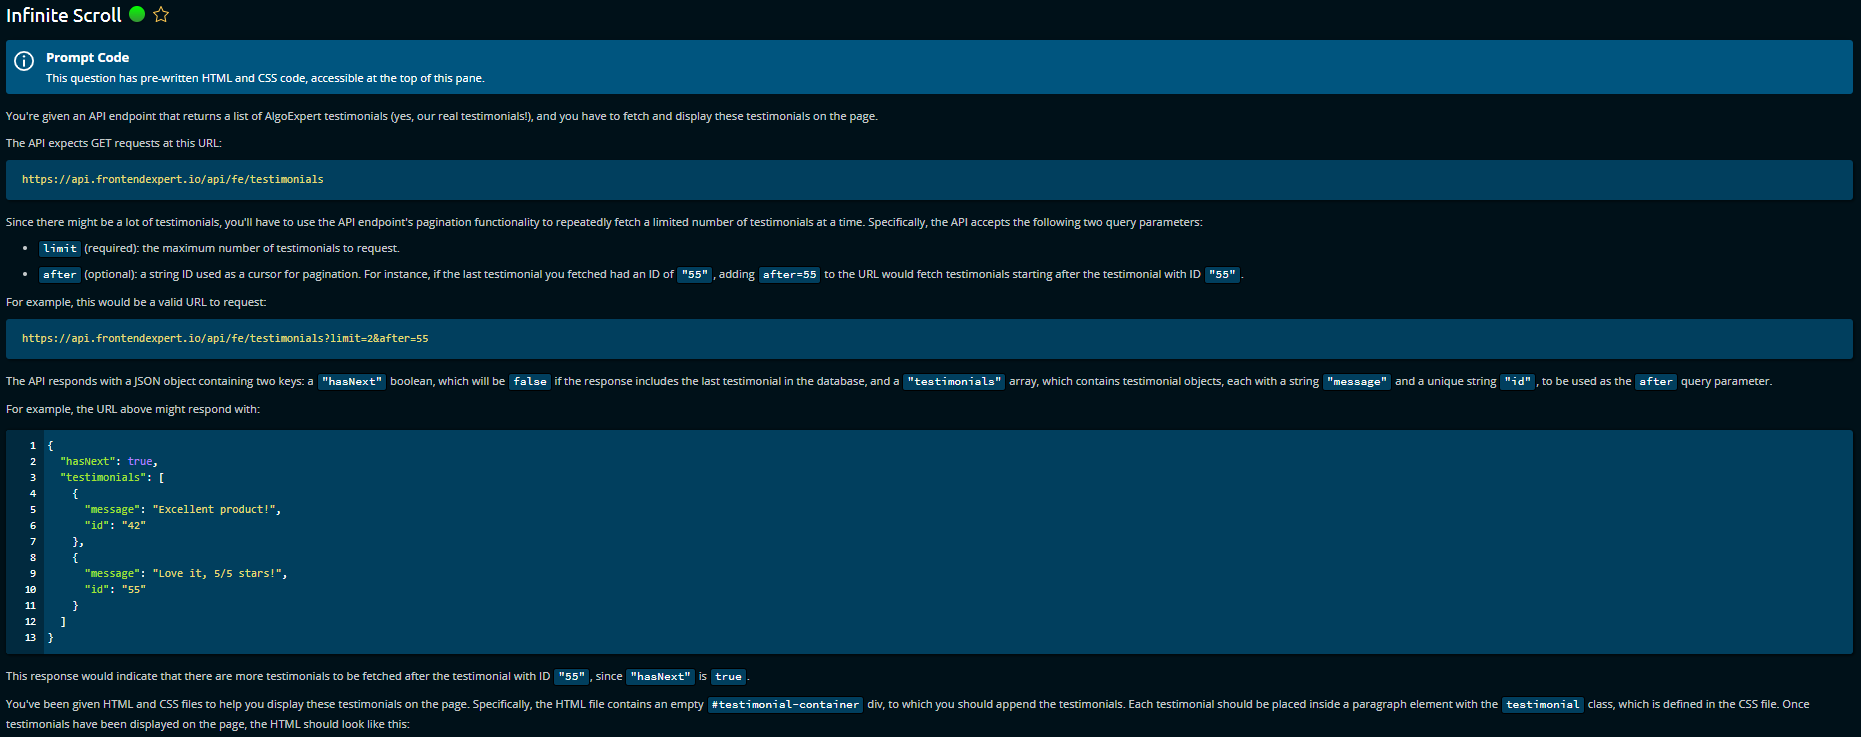 Infinite Scroll
Prompt Code
This question has pre-written HTML and CSS code, accessible at the top of this pane.
You're given an API endpoint that returns a list of AlgoExpert testimonials (yes, our real testimonials!), and you have to fetch and display these testimonials on the page.
The API expects GET requests at this URL:
https://api.frontendexpert.io/api/fe/testimonials
Since there might be a lot of testimonials, you'll have to use the API endpoint's pagination functionality to repeatedly fetch a limited number of testimonials at a time. Specifically, the API accepts the following two query parameters:
• limit (required): the maximum number of testimonials to request.
• after (optional): a string ID used as a cursor for pagination. For instance, if the last testimonial you fetched had an ID of "55", adding after=55 to the URL would fetch testimonials starting after the testimonial with ID "55".
For example, this would be a valid URL to request:
https://api.frontendexpert.io/api/fe/testimonials?limit=2&after=55
The API responds with a JSON object containing two keys: a "hasNext" boolean, which will be false if the response includes the last testimonial in the database, and a "testimonials" array, which contains testimonial objects, each with a string "message" and a unique string "id", to be used as the after query parameter.
For example, the URL above might respond with:
1 {
2 "hasNext": true,
3 "testimonials": [
4 {
5 "message": "Excellent product!",
6 "id": "42"
7 },
8 {
9 "message": "Love it, 5/5 stars!",
10 "id": "55"
11 }
12 ]
13 }
This response would indicate that there are more testimonials to be fetched after the testimonial with ID "55", since "hasNext" is true.
You've been given HTML and CSS files to help you display these testimonials on the page. Specifically, the HTML file contains an empty #testimonial-container div, to which you should append the testimonials. Each testimonial should be placed inside a paragraph element with the testimonial class, which is defined in the CSS file. Once
testimonials have been displayed on the page, the HTML should look like this: